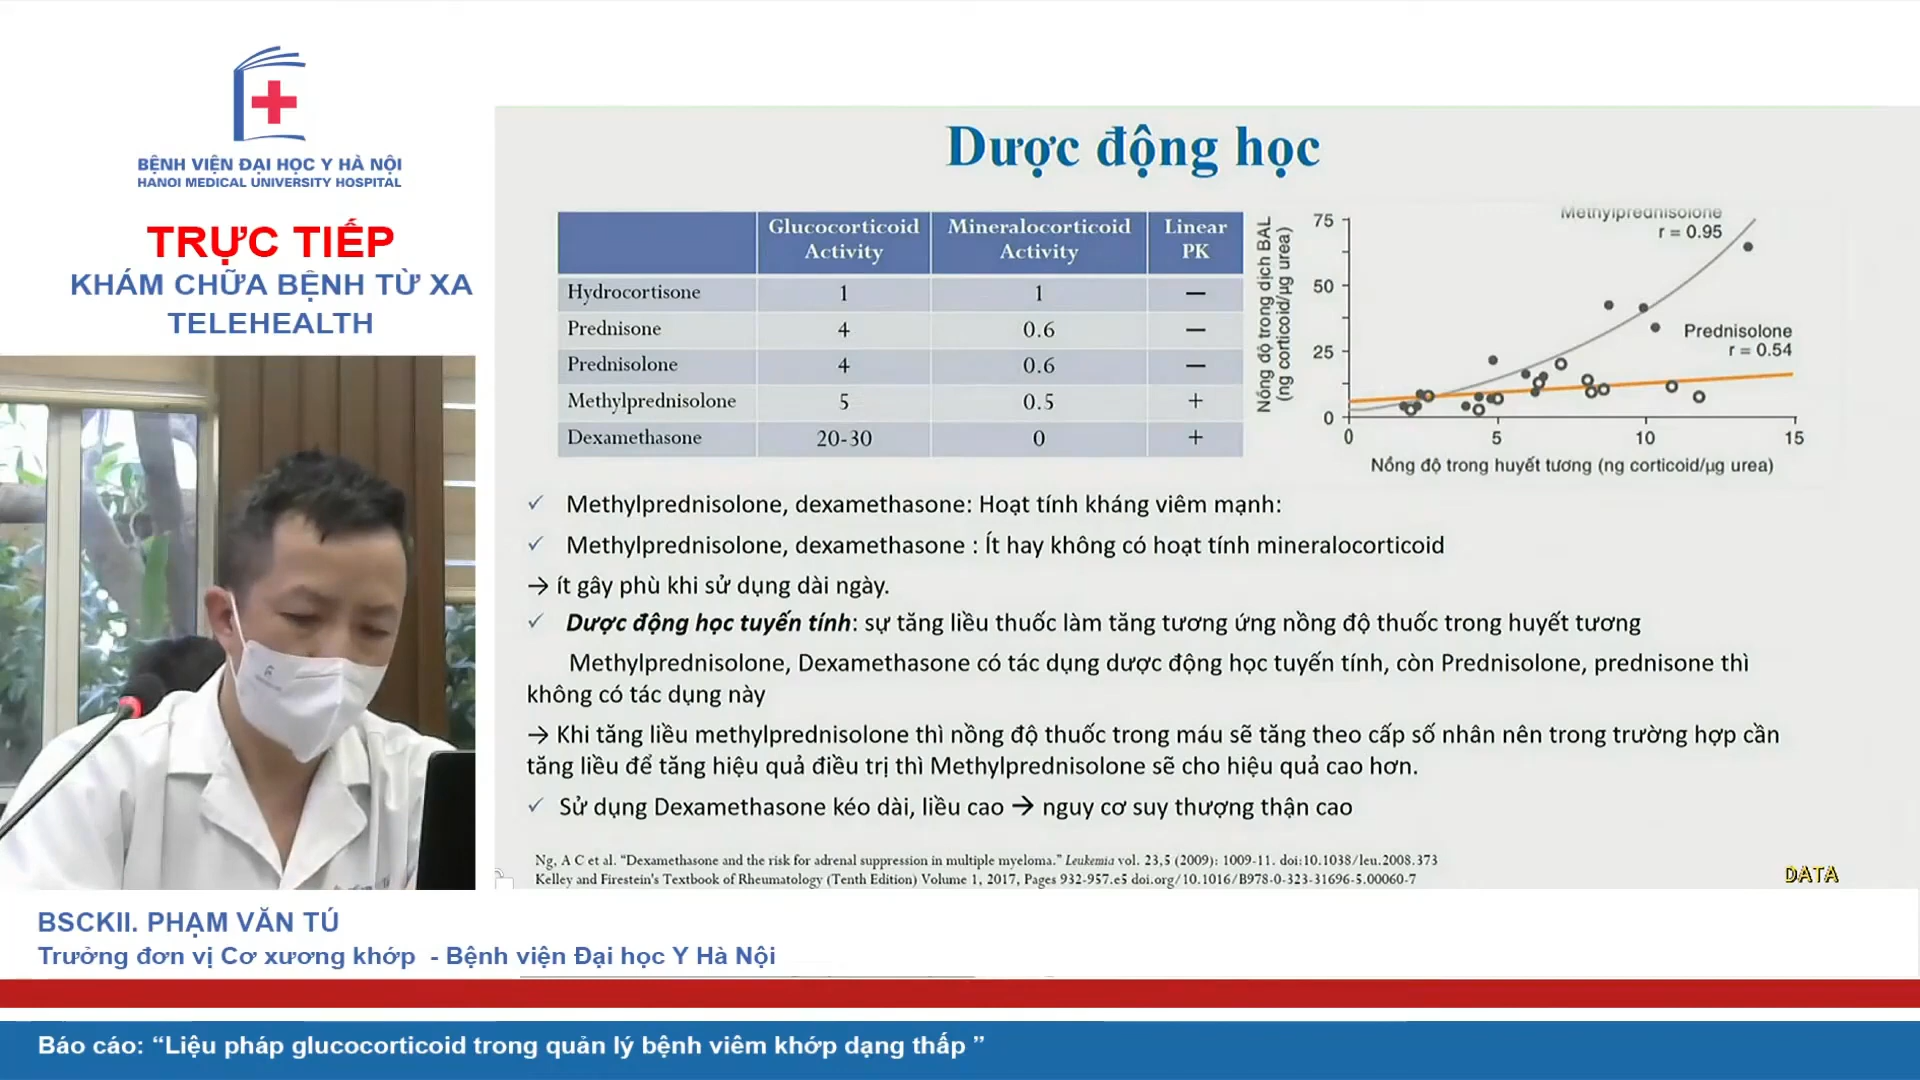 BỆNH VIỆN ĐẠI HỌC Y HÀ NỘI
HANOI MEDICAL UNIVERSITY HOSPITAL
TRỰC TIẾP
KHÁM CHỮA BỆNH TỪ XA
TELEHEALTH
Dược động học
Glucocorticoid Activity | Mineralocorticoid Activity | Linear PK
Hydrocortisone 1 1 —
Prednisone 4 0.6 —
Prednisolone 4 0.6 —
Methylprednisolone 5 0.5 +
Dexamethasone 20-30 0 +
Nồng độ trong dịch BAL
(ng corticoid/µg urea)
75
50
25
0
Methylprednisolone
r = 0.95
Prednisolone
r = 0.54
0 5 10 15
Nồng độ trong huyết tương (ng corticoid/µg urea)
✓ Methylprednisolone, dexamethasone: Hoạt tính kháng viêm mạnh:
✓ Methylprednisolone, dexamethasone : Ít hay không có hoạt tính mineralocorticoid
→ ít gây phù khi sử dụng dài ngày.
✓ Dược động học tuyến tính: sự tăng liều thuốc làm tăng tương ứng nồng độ thuốc trong huyết tương
Methylprednisolone, Dexamethasone có tác dụng dược động học tuyến tính, còn Prednisolone, prednisone thì
không có tác dụng này
→ Khi tăng liều methylprednisolone thì nồng độ thuốc trong máu sẽ tăng theo cấp số nhân nên trong trường hợp cần
tăng liều để tăng hiệu quả điều trị thì Methylprednisolone sẽ cho hiệu quả cao hơn.
✓ Sử dụng Dexamethasone kéo dài, liều cao → nguy cơ suy thượng thận cao
Ng, A C et al. “Dexamethasone and the risk for adrenal suppression in multiple myeloma.” Leukemia vol. 23,5 (2009): 1009-11. doi:10.1038/leu.2008.373
Kelley and Firestein's Textbook of Rheumatology (Tenth Edition) Volume 1, 2017, Pages 932-957.e5 doi.org/10.1016/B978-0-323-31696-5.00060-7
DATA
BSCKII. PHẠM VĂN TÚ
Trưởng đơn vị Cơ xương khớp - Bệnh viện Đại học Y Hà Nội
Báo cáo: “Liệu pháp glucocorticoid trong quản lý bệnh viêm khớp dạng thấp ”